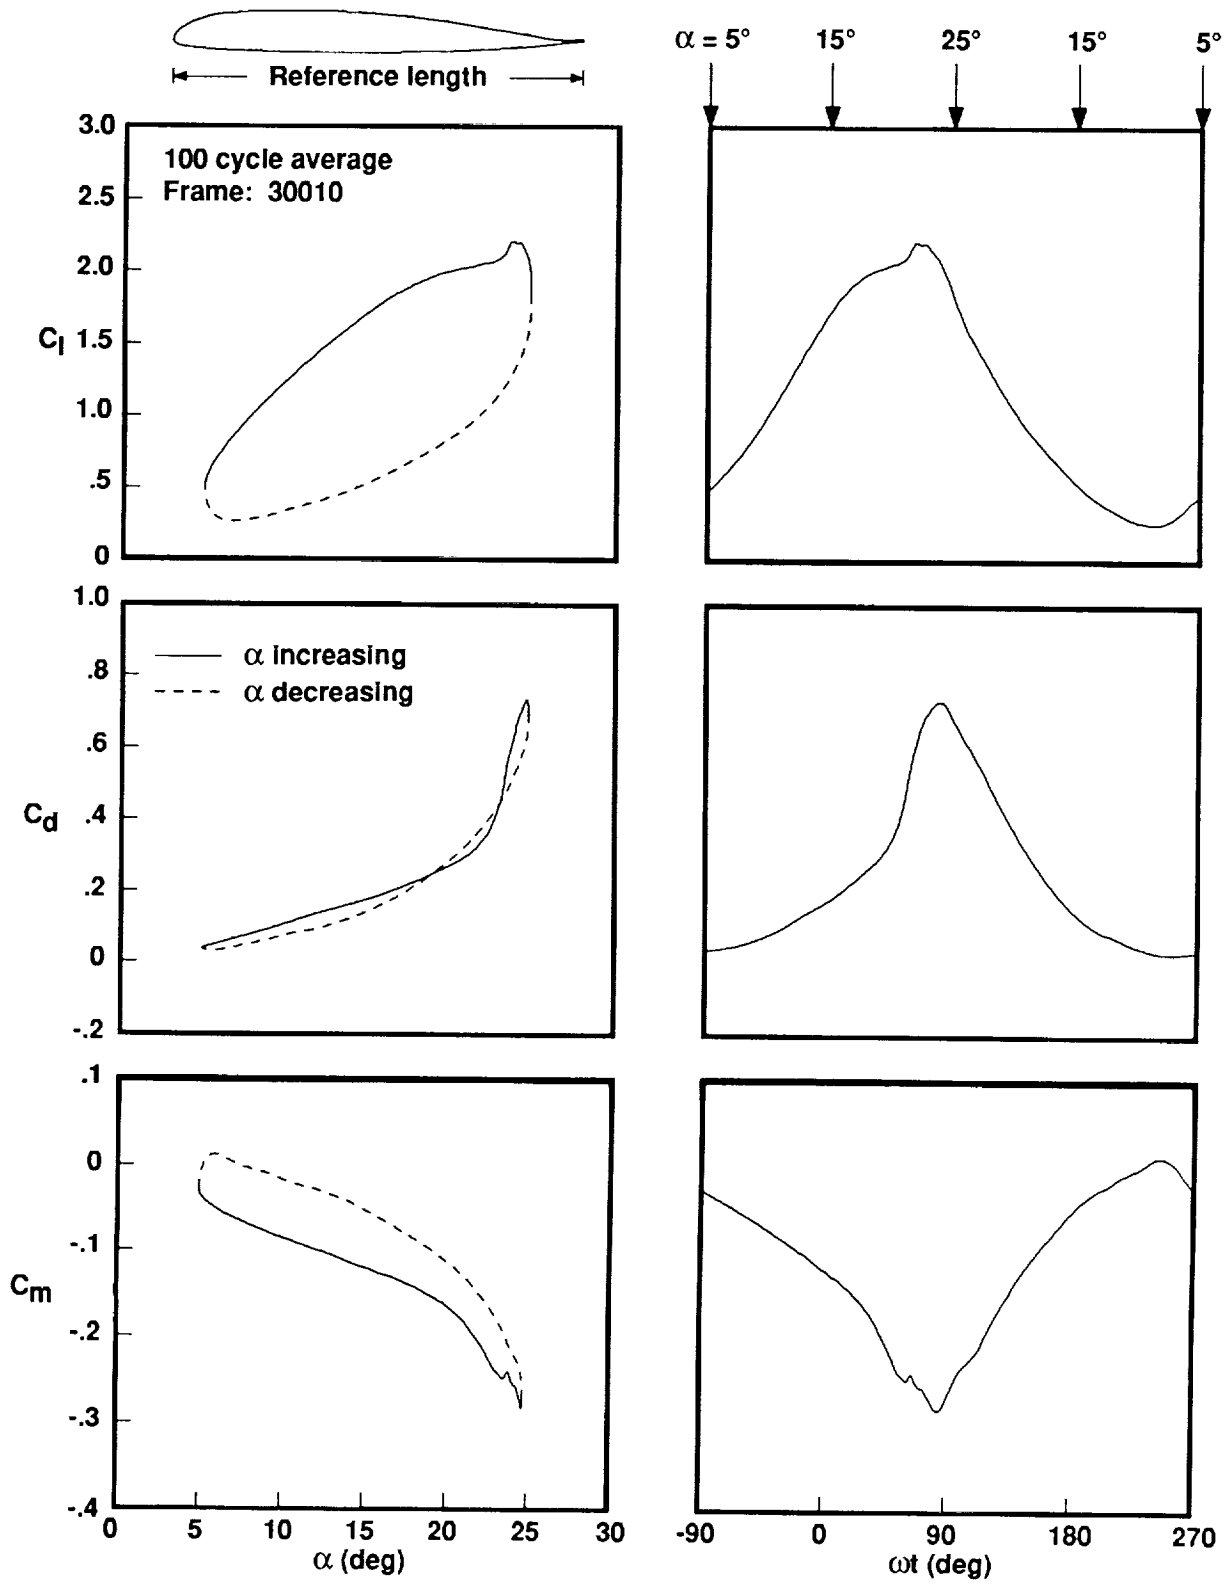 α = 5° 15° 25° 15° 5°
Reference length
3.0
100 cycle average
Frame: 30010
2.5
2.0
Cl 1.5
1.0
.5
0
1.0
α increasing
.8
α decreasing
.6
Cd .4
.2
0
-.2
.1
0
-.1
Cm
-.2
-.3
-.4
0 5 10 15 20 25 30
α (deg)
-90 0 90 180 270
ωt (deg)